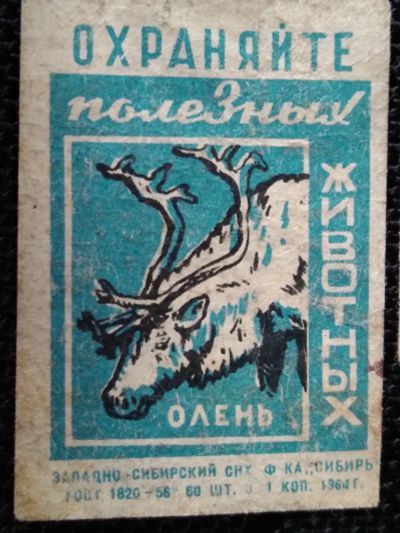 ОХРАНЯЙТЕ
полезных
ЖИВОТНЫХ
ОЛЕНЬ
ЗАПАДНО-СИБИРСКИЙ СНХ Ф-КА „СИБИРЬ
ГОСТ 1820-56 60 ШТ. 1 КОП. 1964 Г.